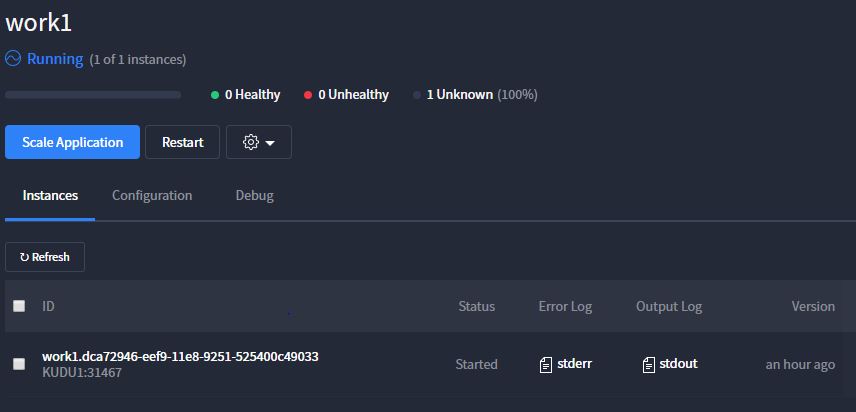 work1
Running (1 of 1 instances)
0 Healthy 0 Unhealthy 1 Unknown (100%)
Scale Application Restart
Instances Configuration Debug
↻ Refresh
ID Status Error Log Output Log Version
work1.dca72946-eef9-11e8-9251-525400c49033
KUDU1:31467
Started stderr stdout an hour ago